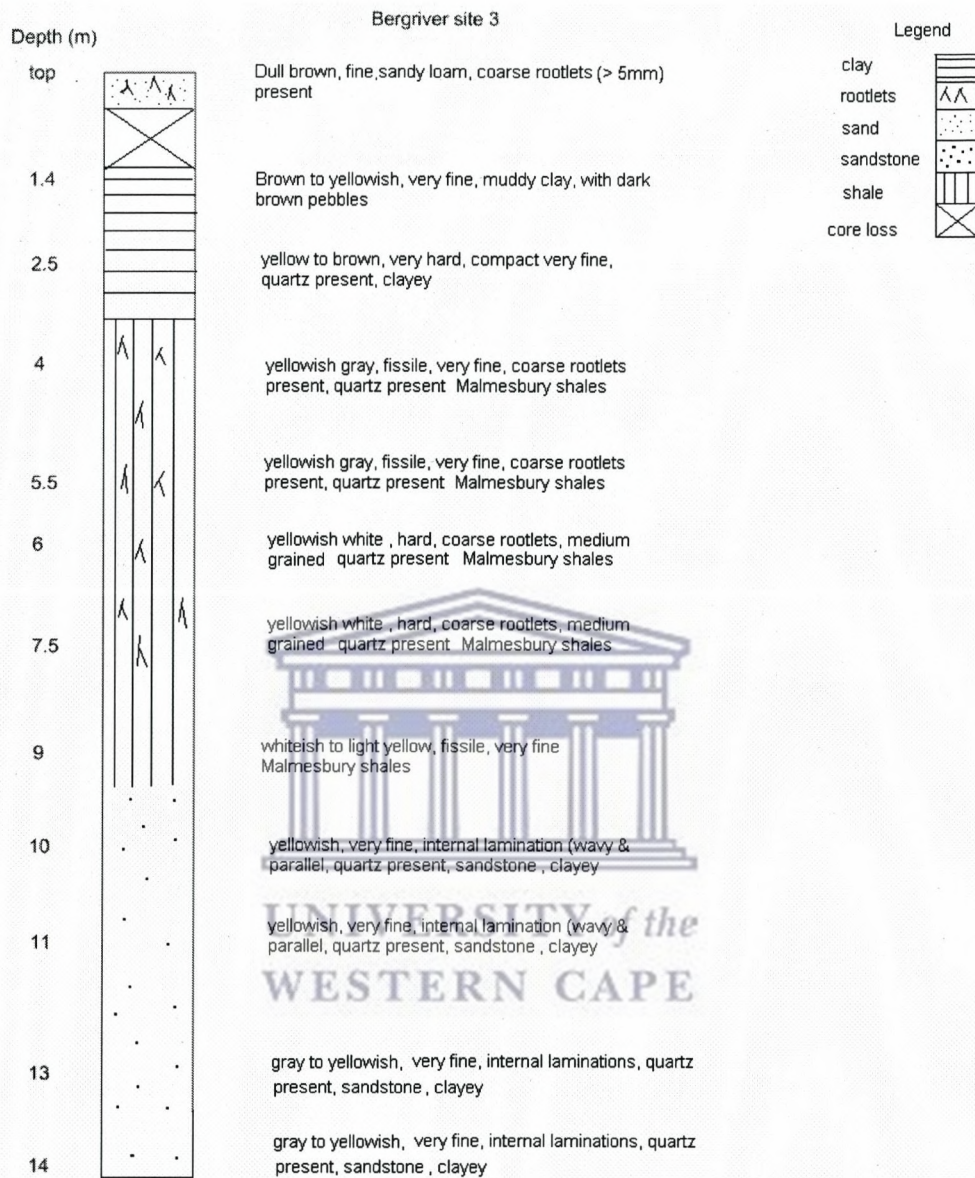 Bergriver site 3
Depth (m)
Legend
top
Dull brown, fine,sandy loam, coarse rootlets (> 5mm)
present
clay
rootlets
sand
sandstone
shale
core loss
1.4
Brown to yellowish, very fine, muddy clay, with dark
brown pebbles
2.5
yellow to brown, very hard, compact very fine,
quartz present, clayey
4
yellowish gray, fissile, very fine, coarse rootlets
present, quartz present Malmesbury shales
5.5
yellowish gray, fissile, very fine, coarse rootlets
present, quartz present Malmesbury shales
6
yellowish white , hard, coarse rootlets, medium
grained quartz present Malmesbury shales
7.5
yellowish white , hard, coarse rootlets, medium
grained quartz present Malmesbury shales
9
whiteish to light yellow, fissile, very fine
Malmesbury shales
10
yellowish, very fine, internal lamination (wavy &
parallel, quartz present, sandstone , clayey
11
yellowish, very fine, internal lamination (wavy &
parallel, quartz present, sandstone , clayey
UNIVERSITY of the
WESTERN CAPE
13
gray to yellowish, very fine, internal laminations, quartz
present, sandstone , clayey
14
gray to yellowish, very fine, internal laminations, quartz
present, sandstone , clayey